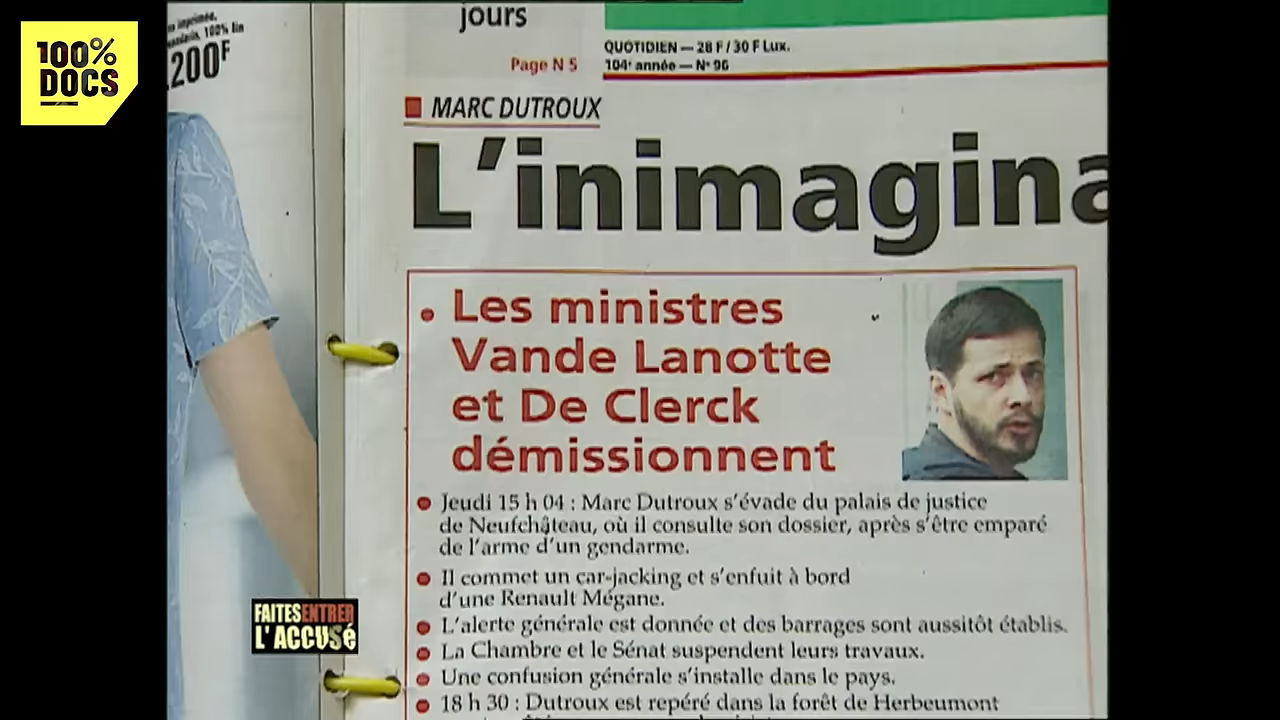 100%
DOCS
100% lin
200F
jours
Page N 5
QUOTIDIEN — 28 F / 30 F Lux.
104e année — N° 96
MARC DUTROUX
L'inimagina
Les ministres
Vande Lanotte
et De Clerck
démissionnent
Jeudi 15 h 04 : Marc Dutroux s'évade du palais de justice
de Neufchâteau, où il consulte son dossier, après s'être emparé
de l'arme d'un gendarme.
Il commet un car-jacking et s'enfuit à bord
d'une Renault Mégane.
L'alerte générale est donnée et des barrages sont aussitôt établis.
La Chambre et le Sénat suspendent leurs travaux.
Une confusion générale s'installe dans le pays.
18 h 30 : Dutroux est repéré dans la forêt de Herbeumont
FAITES ENTRER
L'ACCUSé